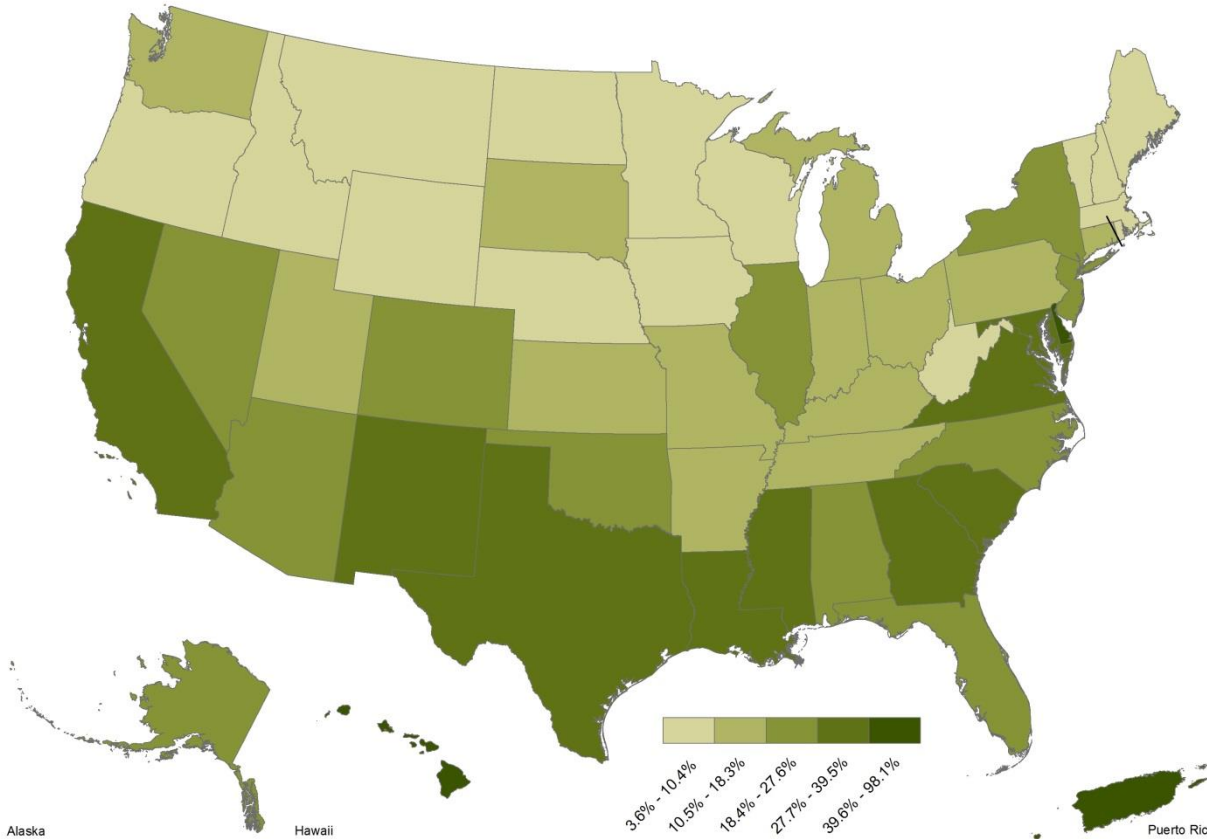 3.6% - 10.4%
10.5% - 18.3%
18.4% - 27.6%
27.7% - 39.5%
39.6% - 98.1%
Alaska
Hawaii
Puerto Ric